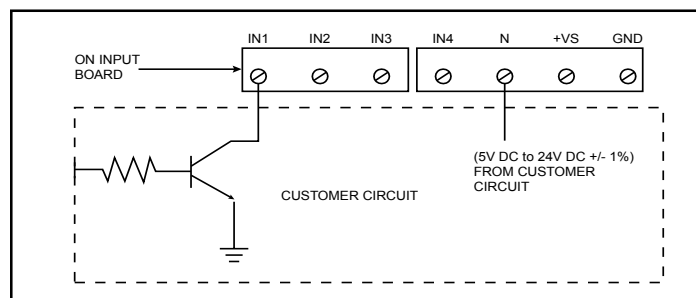 IN1 IN2 IN3 IN4 N +VS GND
ON INPUT
BOARD
(5V DC to 24V DC +/- 1%)
FROM CUSTOMER
CIRCUIT
CUSTOMER CIRCUIT